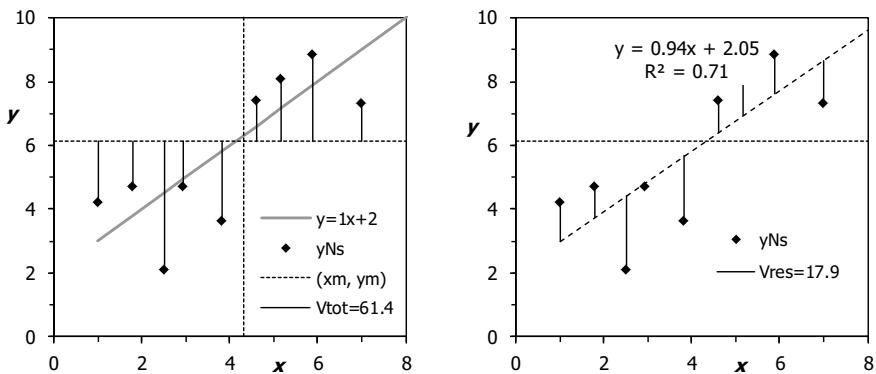 10
8
6
4
2
0
y
0 2 4 6 8
x
y=1x+2
yNs
(xm, ym)
Vtot=61.4
10
8
6
4
2
0
y
0 2 4 6 8
x
y = 0.94x + 2.05
R² = 0.71
yNs
Vres=17.9